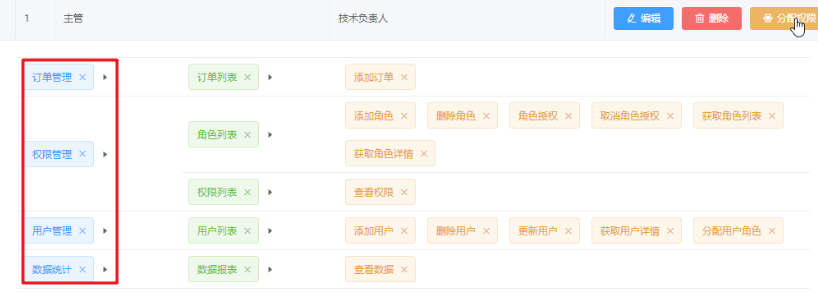 1 主管 技术负责人 编辑 删除 分配权限
订单管理 订单列表 添加订单
添加角色 删除角色 角色授权 取消角色授权 获取角色列表
角色列表
权限管理 获取角色详情
权限列表 查看权限
用户管理 用户列表 添加用户 删除用户 更新用户 获取用户详情 分配用户角色
数据统计 数据报表 查看数据